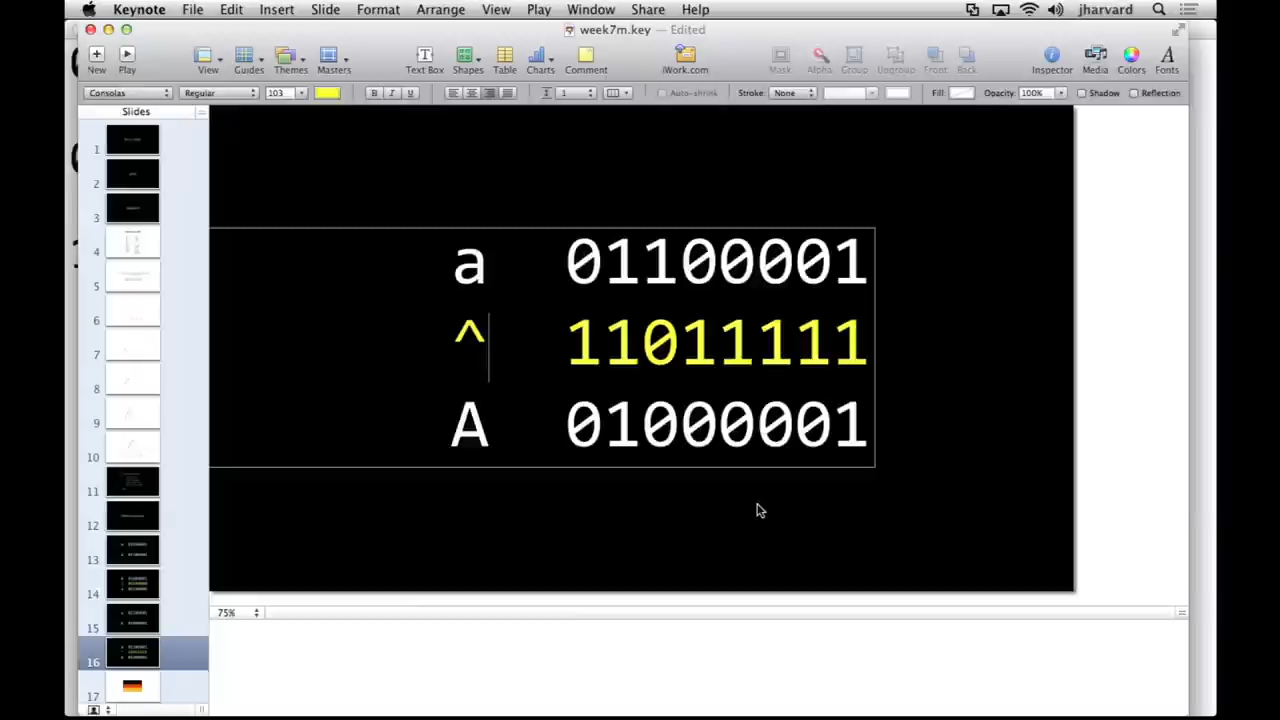 Keynote File Edit Insert Slide Format Arrange View Play Window Share Help jharvard
week7m.key — Edited
New Play View Guides Themes Masters Text Box Shapes Table Charts Comment iWork.com Mask Alpha Group Ungroup Front Back Inspector Media Colors Fonts
Consolas Regular 103 B I U 1 Auto-shrink Stroke: None Fill: Opacity: 100% Shadow Reflection
Slides
1
2
3
4
5
6
7
8
9
10
11
12
13
14
15
16
17
a 01100001
^ 11011111
A 01000001
75%